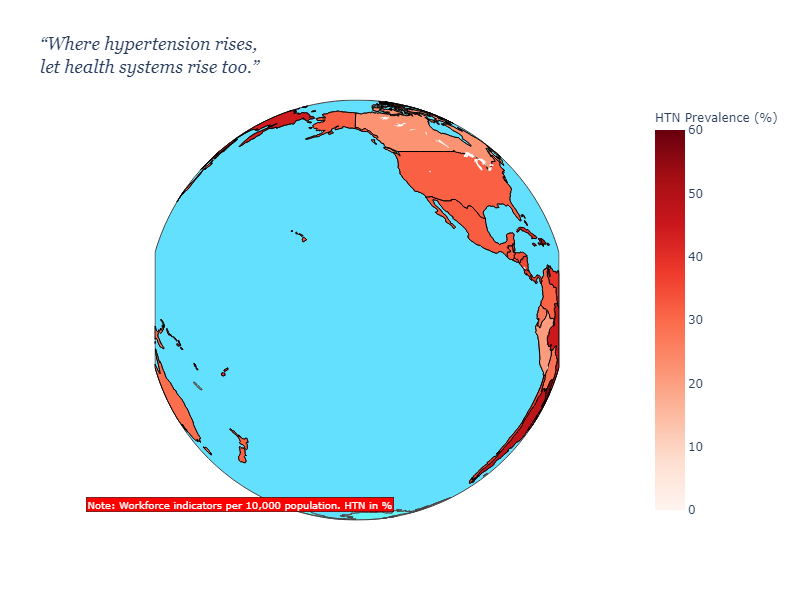 “Where hypertension rises,
let health systems rise too.”
HTN Prevalence (%)
60
50
40
30
20
10
0
Note: Workforce indicators per 10,000 population. HTN in %